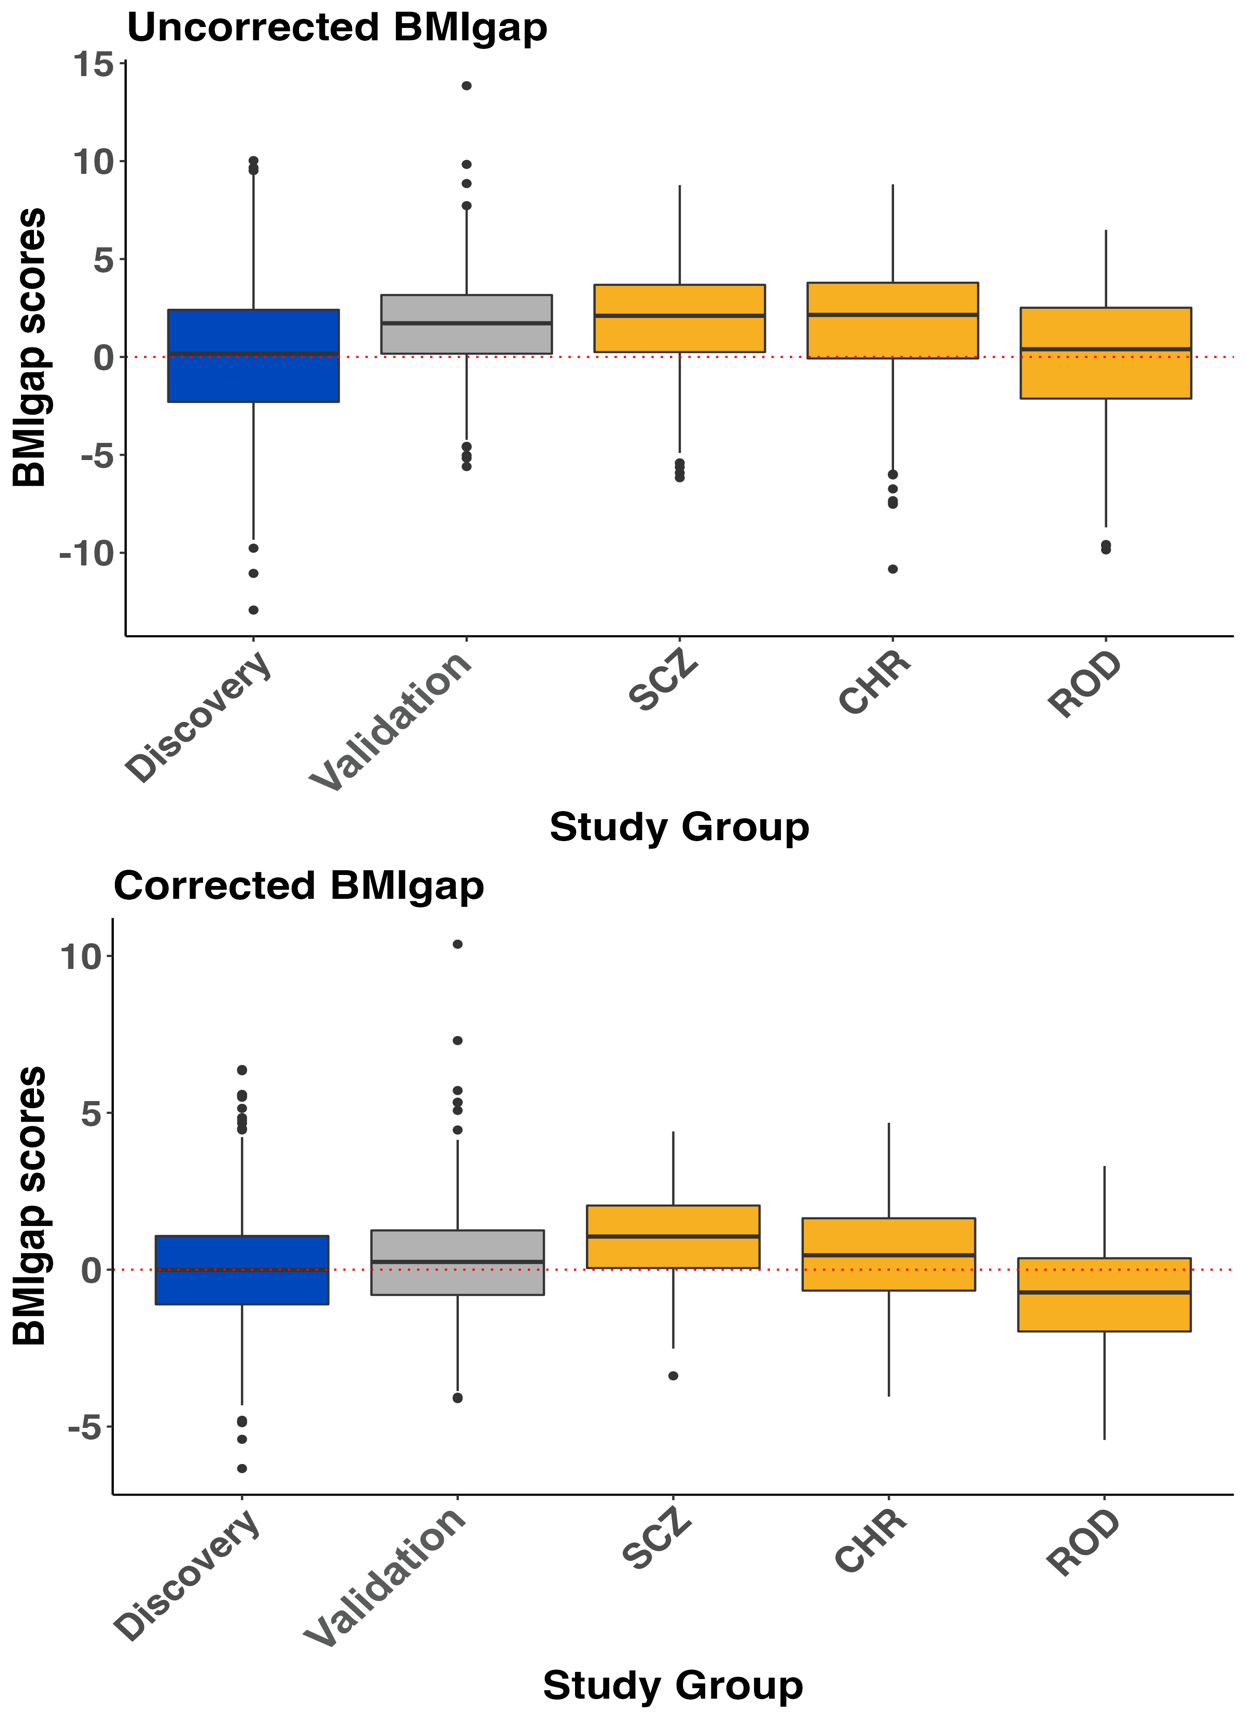 Uncorrected BMIgap
15
10
5
0
-5
-10
BMIgap scores
Discovery
Validation
SCZ
CHR
ROD
Study Group
Corrected BMIgap
10
5
0
-5
BMIgap scores
Discovery
Validation
SCZ
CHR
ROD
Study Group